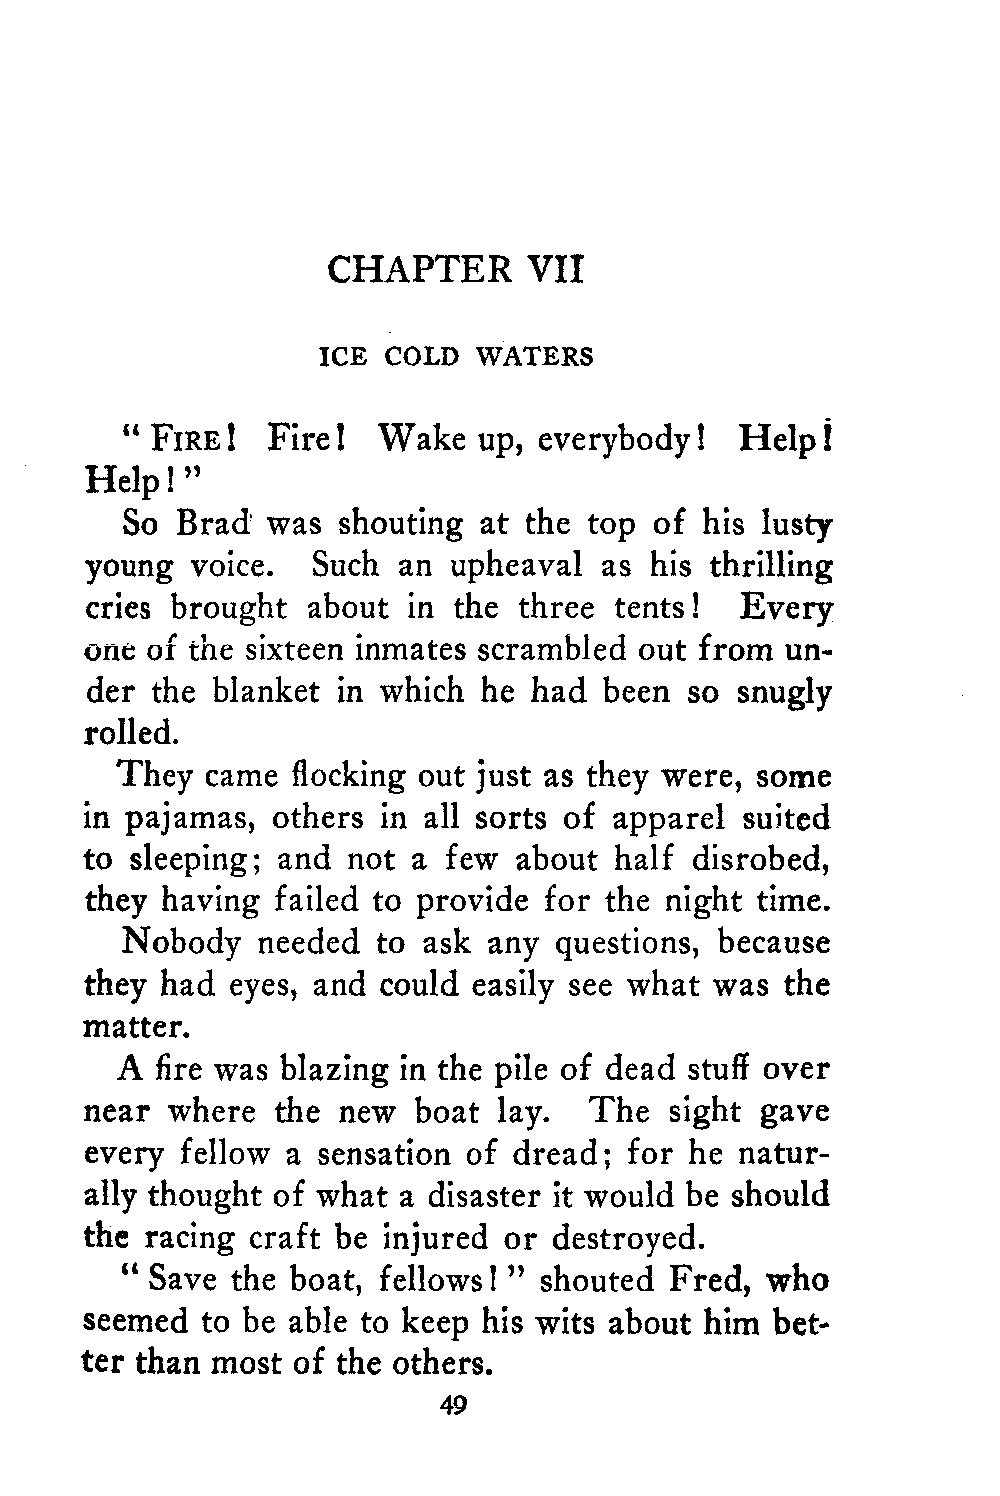 CHAPTER VII
ICE COLD WATERS
“ FIRE! Fire! Wake up, everybody! Help!
Help! ”
So Brad was shouting at the top of his lusty
young voice. Such an upheaval as his thrilling
cries brought about in the three tents! Every
one of the sixteen inmates scrambled out from un-
der the blanket in which he had been so snugly
rolled.
They came flocking out just as they were, some
in pajamas, others in all sorts of apparel suited
to sleeping; and not a few about half disrobed,
they having failed to provide for the night time.
Nobody needed to ask any questions, because
they had eyes, and could easily see what was the
matter.
A fire was blazing in the pile of dead stuff over
near where the new boat lay. The sight gave
every fellow a sensation of dread; for he natur-
ally thought of what a disaster it would be should
the racing craft be injured or destroyed.
“ Save the boat, fellows! ” shouted Fred, who
seemed to be able to keep his wits about him bet-
ter than most of the others.
49